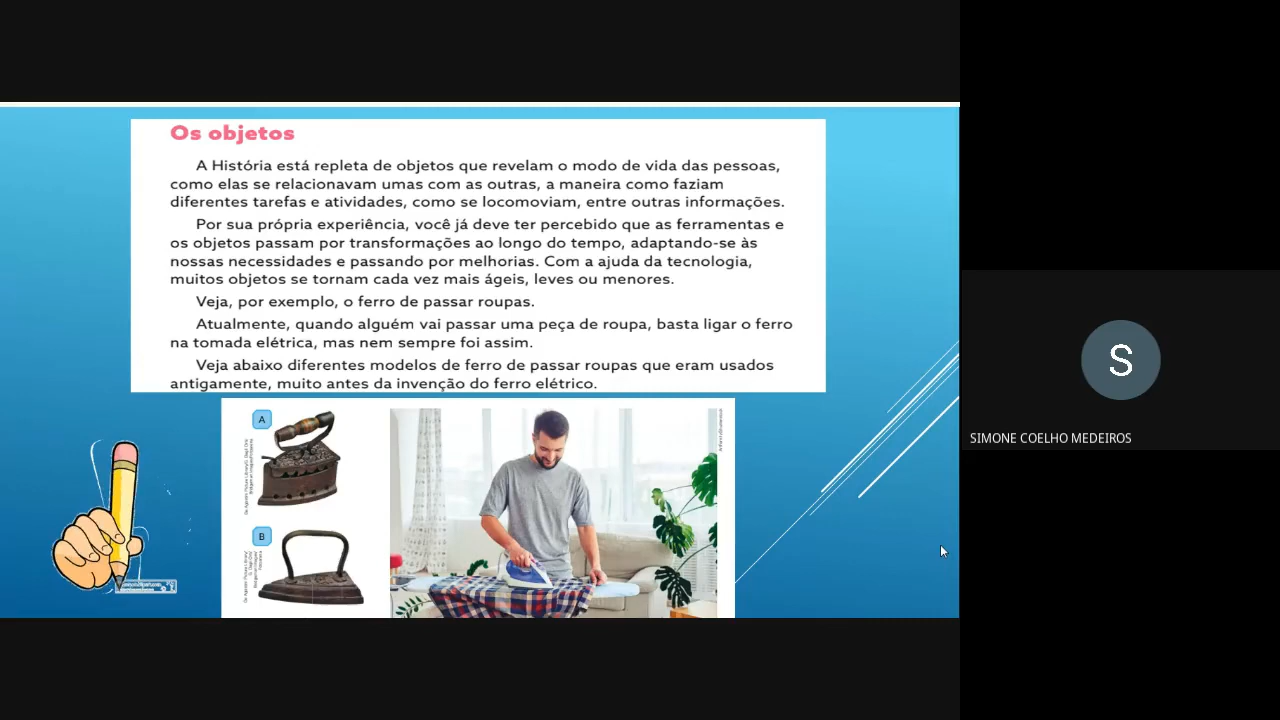 Os objetos
A História está repleta de objetos que revelam o modo de vida das pessoas,
como elas se relacionavam umas com as outras, a maneira como faziam
diferentes tarefas e atividades, como se locomoviam, entre outras informações.
Por sua própria experiência, você já deve ter percebido que as ferramentas e
os objetos passam por transformações ao longo do tempo, adaptando-se às
nossas necessidades e passando por melhorias. Com a ajuda da tecnologia,
muitos objetos se tornam cada vez mais ágeis, leves ou menores.
Veja, por exemplo, o ferro de passar roupas.
Atualmente, quando alguém vai passar uma peça de roupa, basta ligar o ferro
na tomada elétrica, mas nem sempre foi assim.
Veja abaixo diferentes modelos de ferro de passar roupas que eram usados
antigamente, muito antes da invenção do ferro elétrico.
A
B
S
SIMONE COELHO MEDEIROS